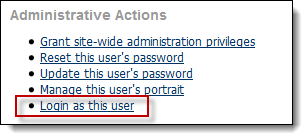 Administrative Actions
Grant site-wide administration privileges
Reset this user's password
Update this user's password
Manage this user's portrait
Login as this user